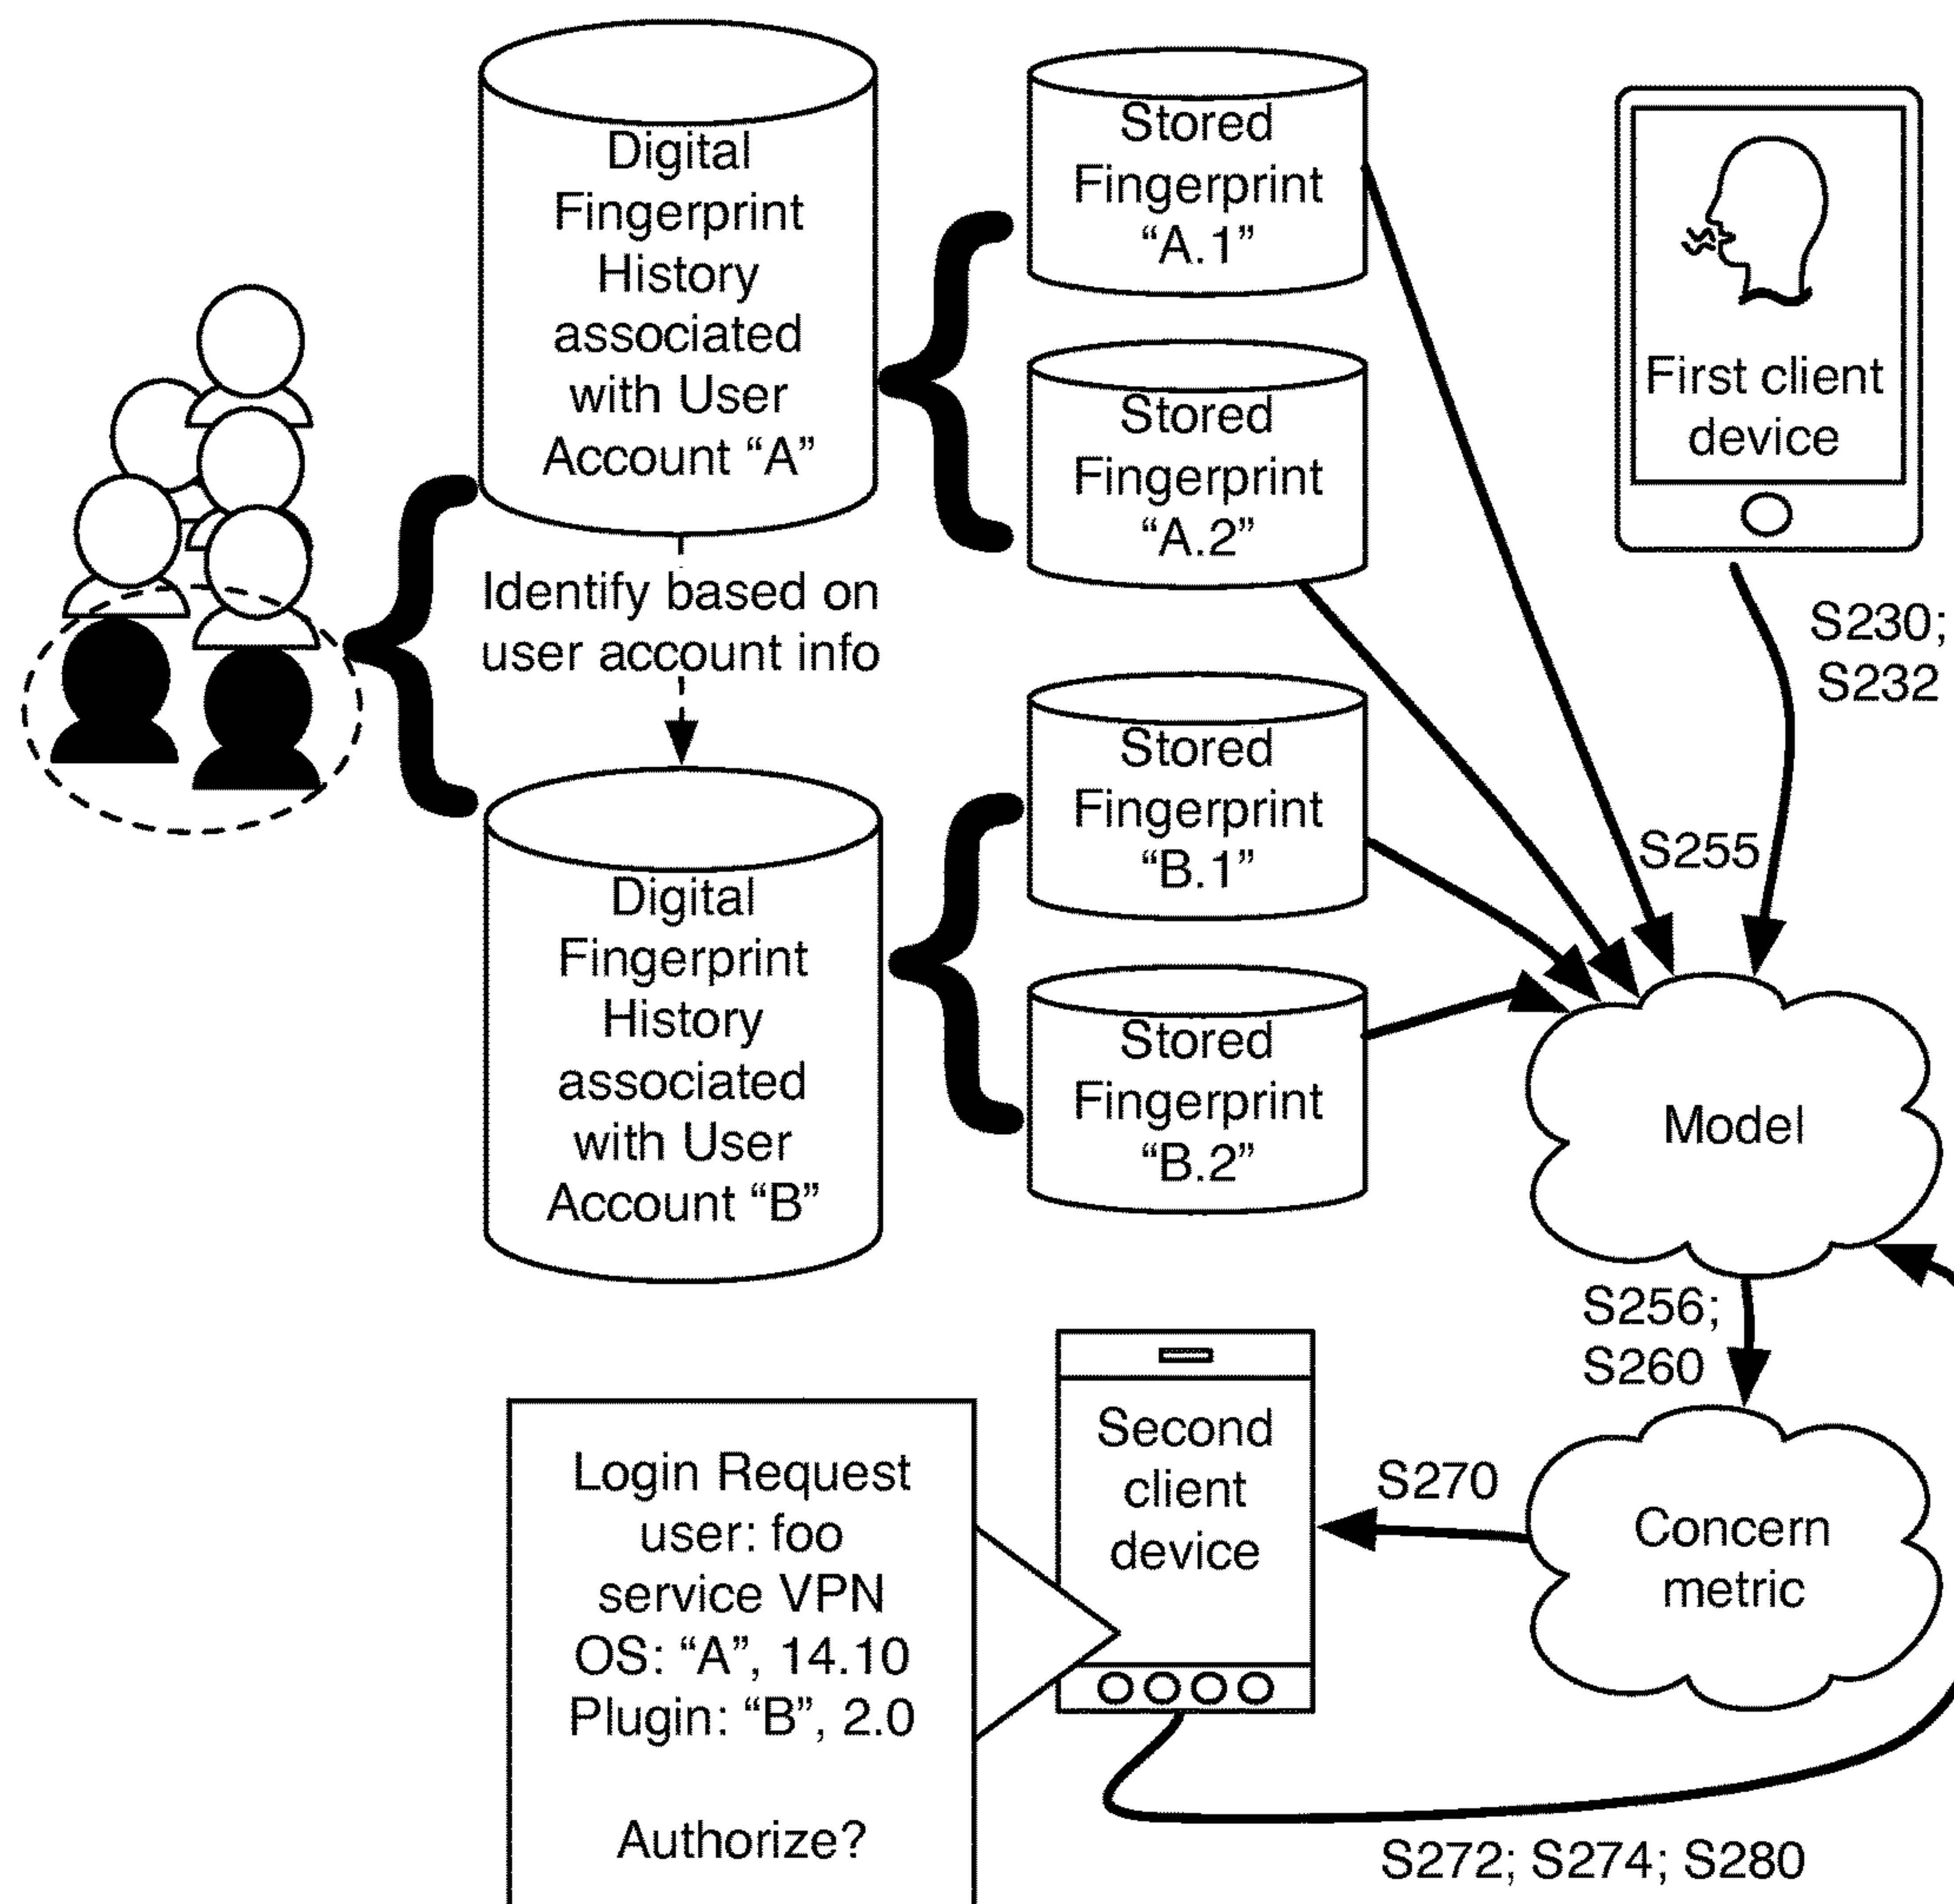 Digital
Fingerprint
History
associated
with User
Account “A”
Identify based on
user account info
Digital
Fingerprint
History
associated
with User
Account “B”
Stored
Fingerprint
“A.1”
Stored
Fingerprint
“A.2”
Stored
Fingerprint
“B.1”
Stored
Fingerprint
“B.2”
First client
device
S230;
S232
S255
Model
S256;
S260
Concern
metric
S270
Second
client
device
Login Request
user: foo
service VPN
OS: “A”, 14.10
Plugin: “B”, 2.0
Authorize?
S272; S274; S280